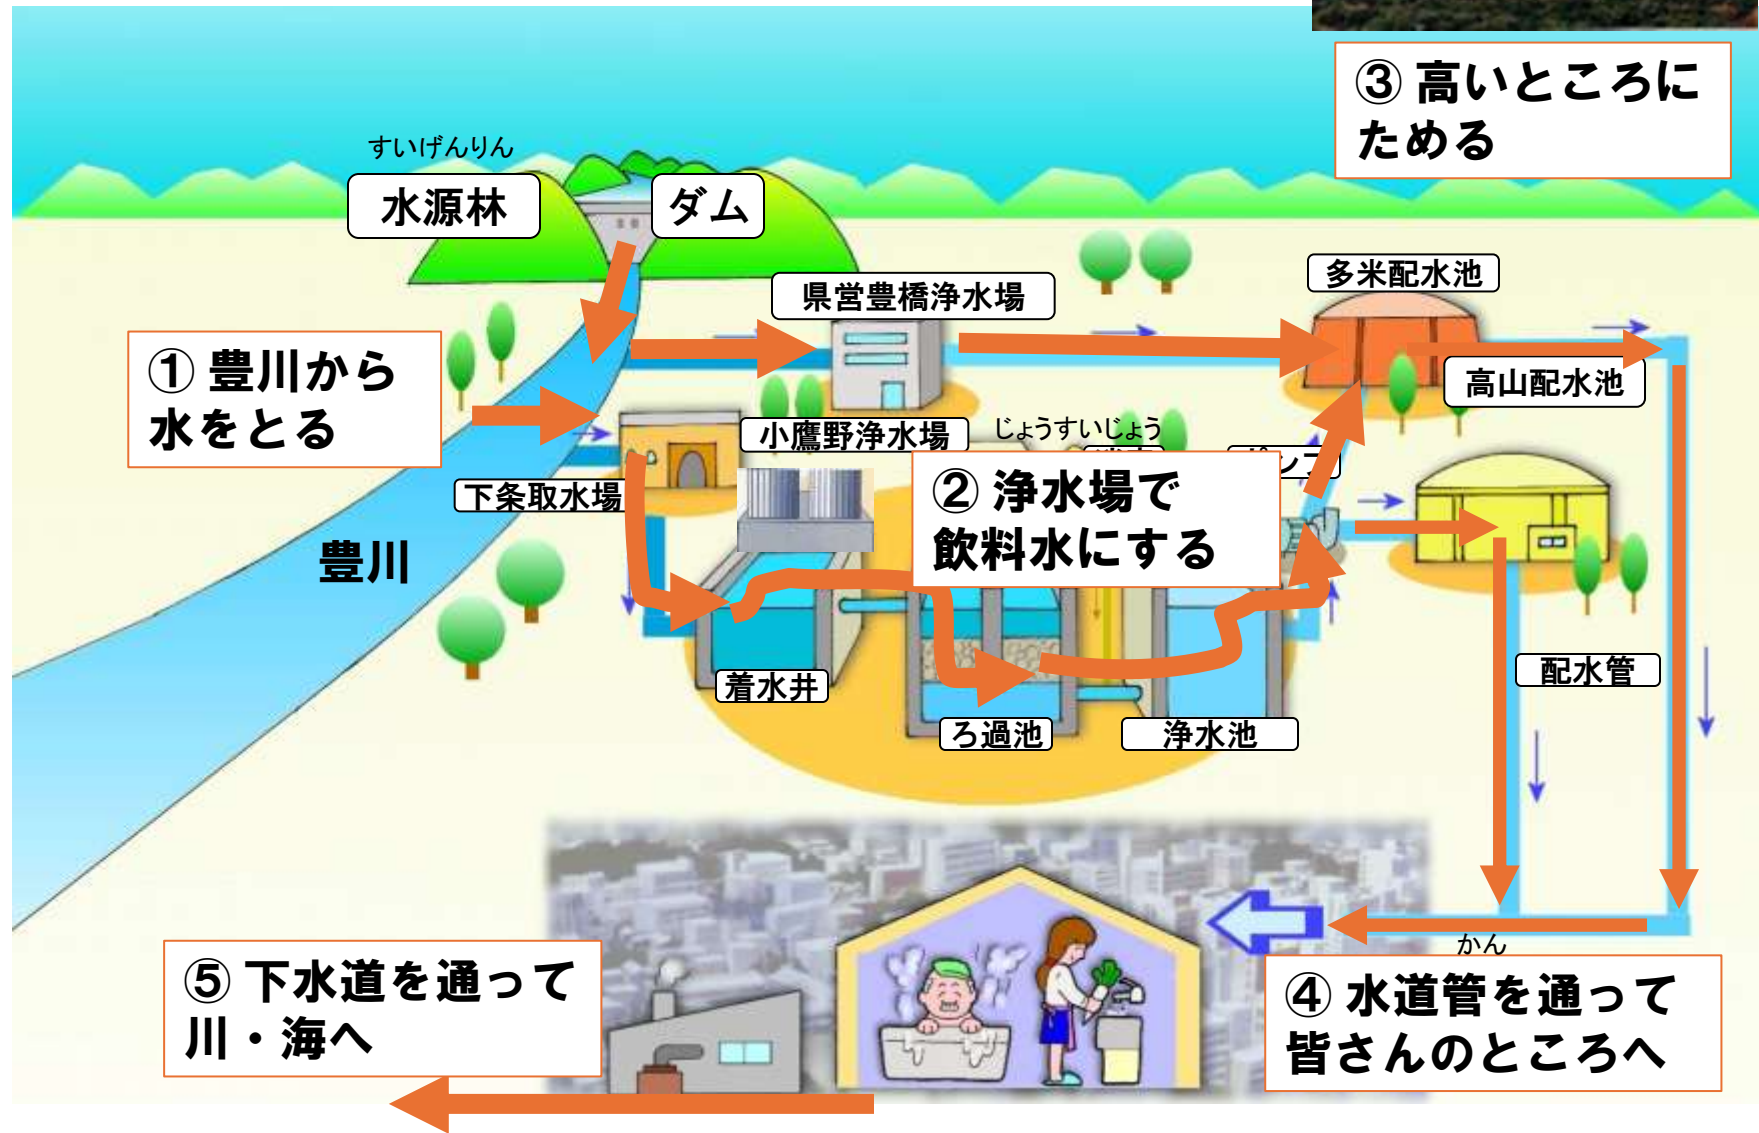 ③ 高いところに
ためる
すいげんりん
水源林
ダム
県営豊橋浄水場
多米配水池
① 豊川から
水をとる
高山配水池
小鷹野浄水場
じょうすいじょう
下条取水場
② 浄水場で
飲料水にする
豊川
着水井
ろ過池
浄水池
配水管
かん
⑤ 下水道を通って
川・海へ
④ 水道管を通って
皆さんのところへ